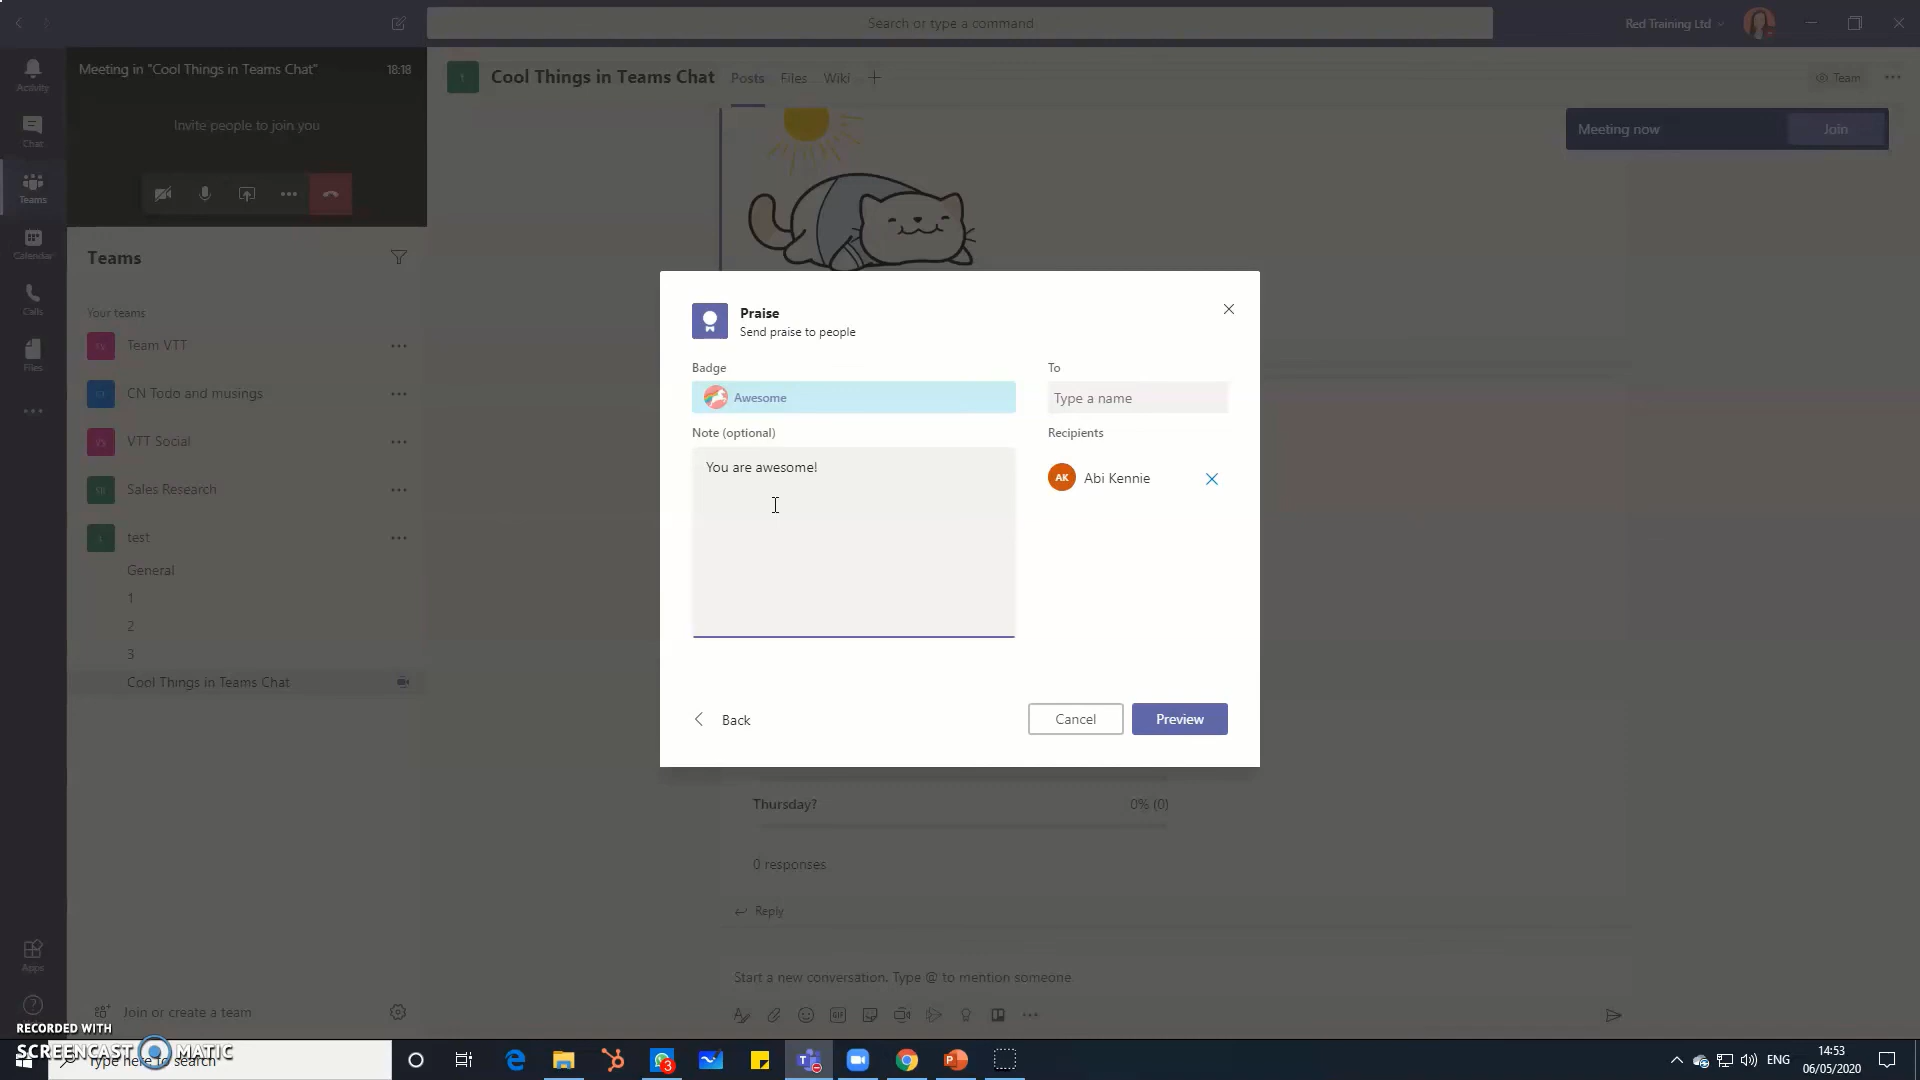 Search or type a command
Red Training Ltd
Meeting in "Cool Things in Teams Chat"
18:18
Invite people to join you
Activity
Chat
Teams
Calendar
Calls
Files
Teams
Your teams
Team VTT
CN Todo and musings
VTT Social
Sales Research
test
General
1
2
3
Cool Things in Teams Chat
Apps
Join or create a team
1
Cool Things in Teams Chat
Posts
Files
Wiki
Team
Meeting now
Join
Praise
Send praise to people
Badge
Awesome
Note (optional)
You are awesome!
To
Type a name
Recipients
AK
Abi Kennie
Back
Cancel
Preview
Thursday?
0% (0)
0 responses
Reply
Start a new conversation. Type @ to mention someone.
GIF
RECORDED WITH
SCREENCAST MATIC
Type here to search
3
ENG
14:53
06/05/2020